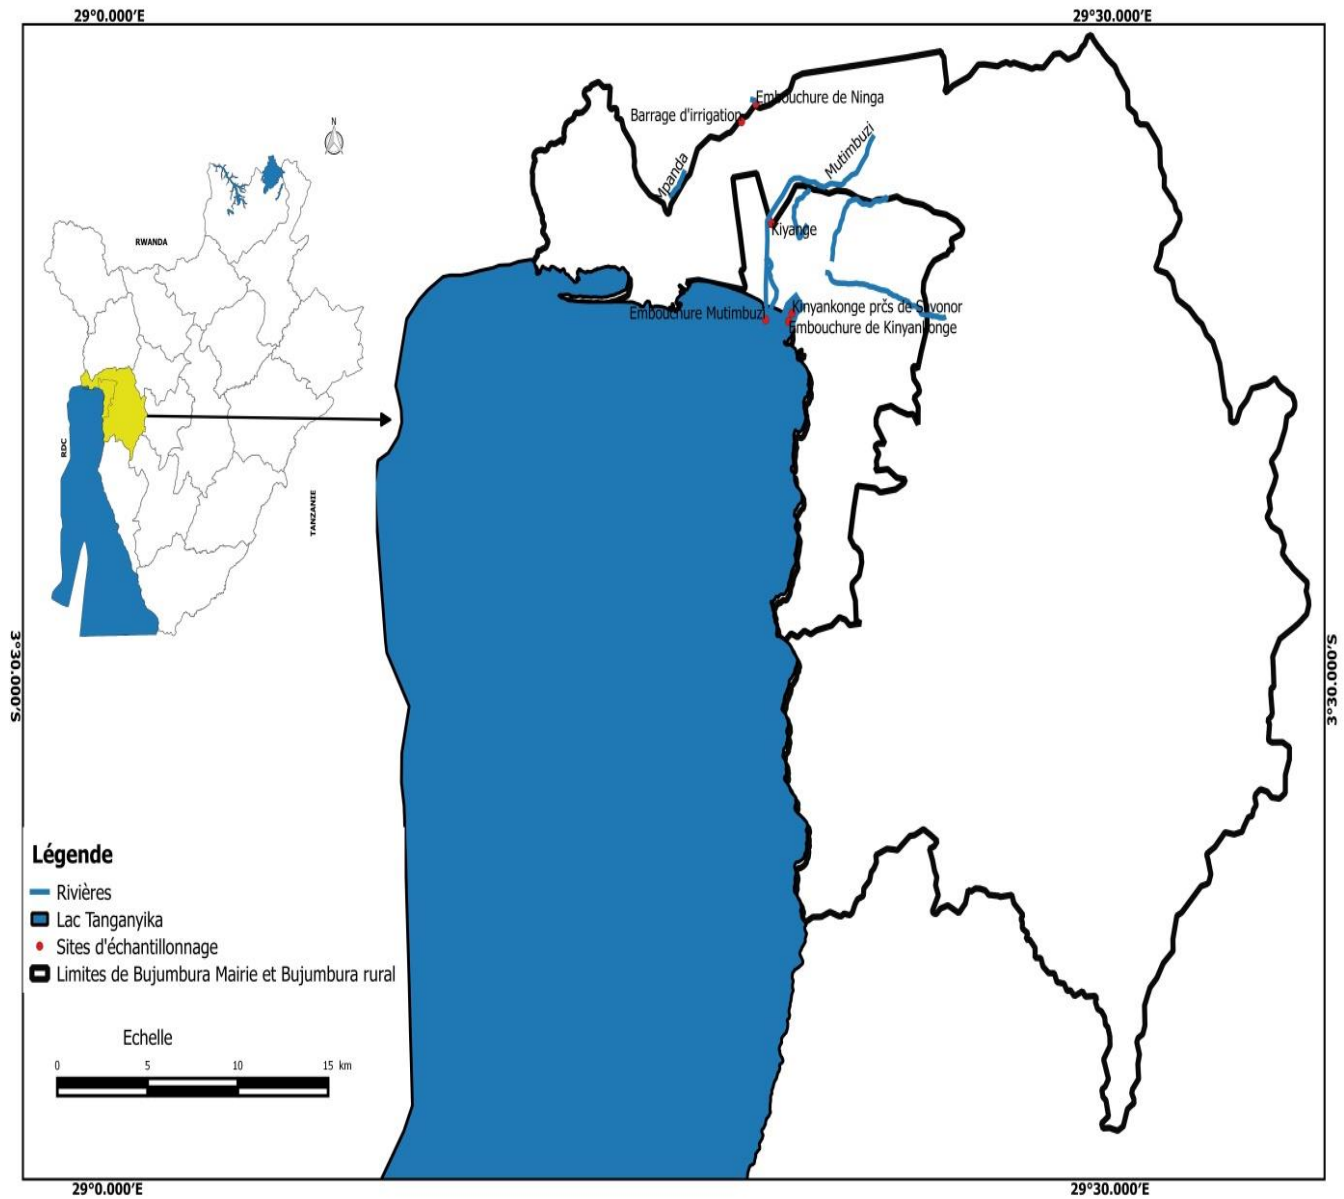 29°0.000'E
29°30.000'E
N
RWANDA
RDC
TANZANIE
Embouchure de Ninga
Barrage d'irrigation
Mutimbuzi
Mpanda
Kiyange
Embouchure Mutimbuzi
Kinyankonge prčs de Savonor
Embouchure de Kinyankonge
3°30.000'S
3°30.000'S
Légende
Rivières
Lac Tanganyika
Sites d'échantillonnage
Limites de Bujumbura Mairie et Bujumbura rural
Echelle
0 5 10 15 km
29°0.000'E
29°30.000'E